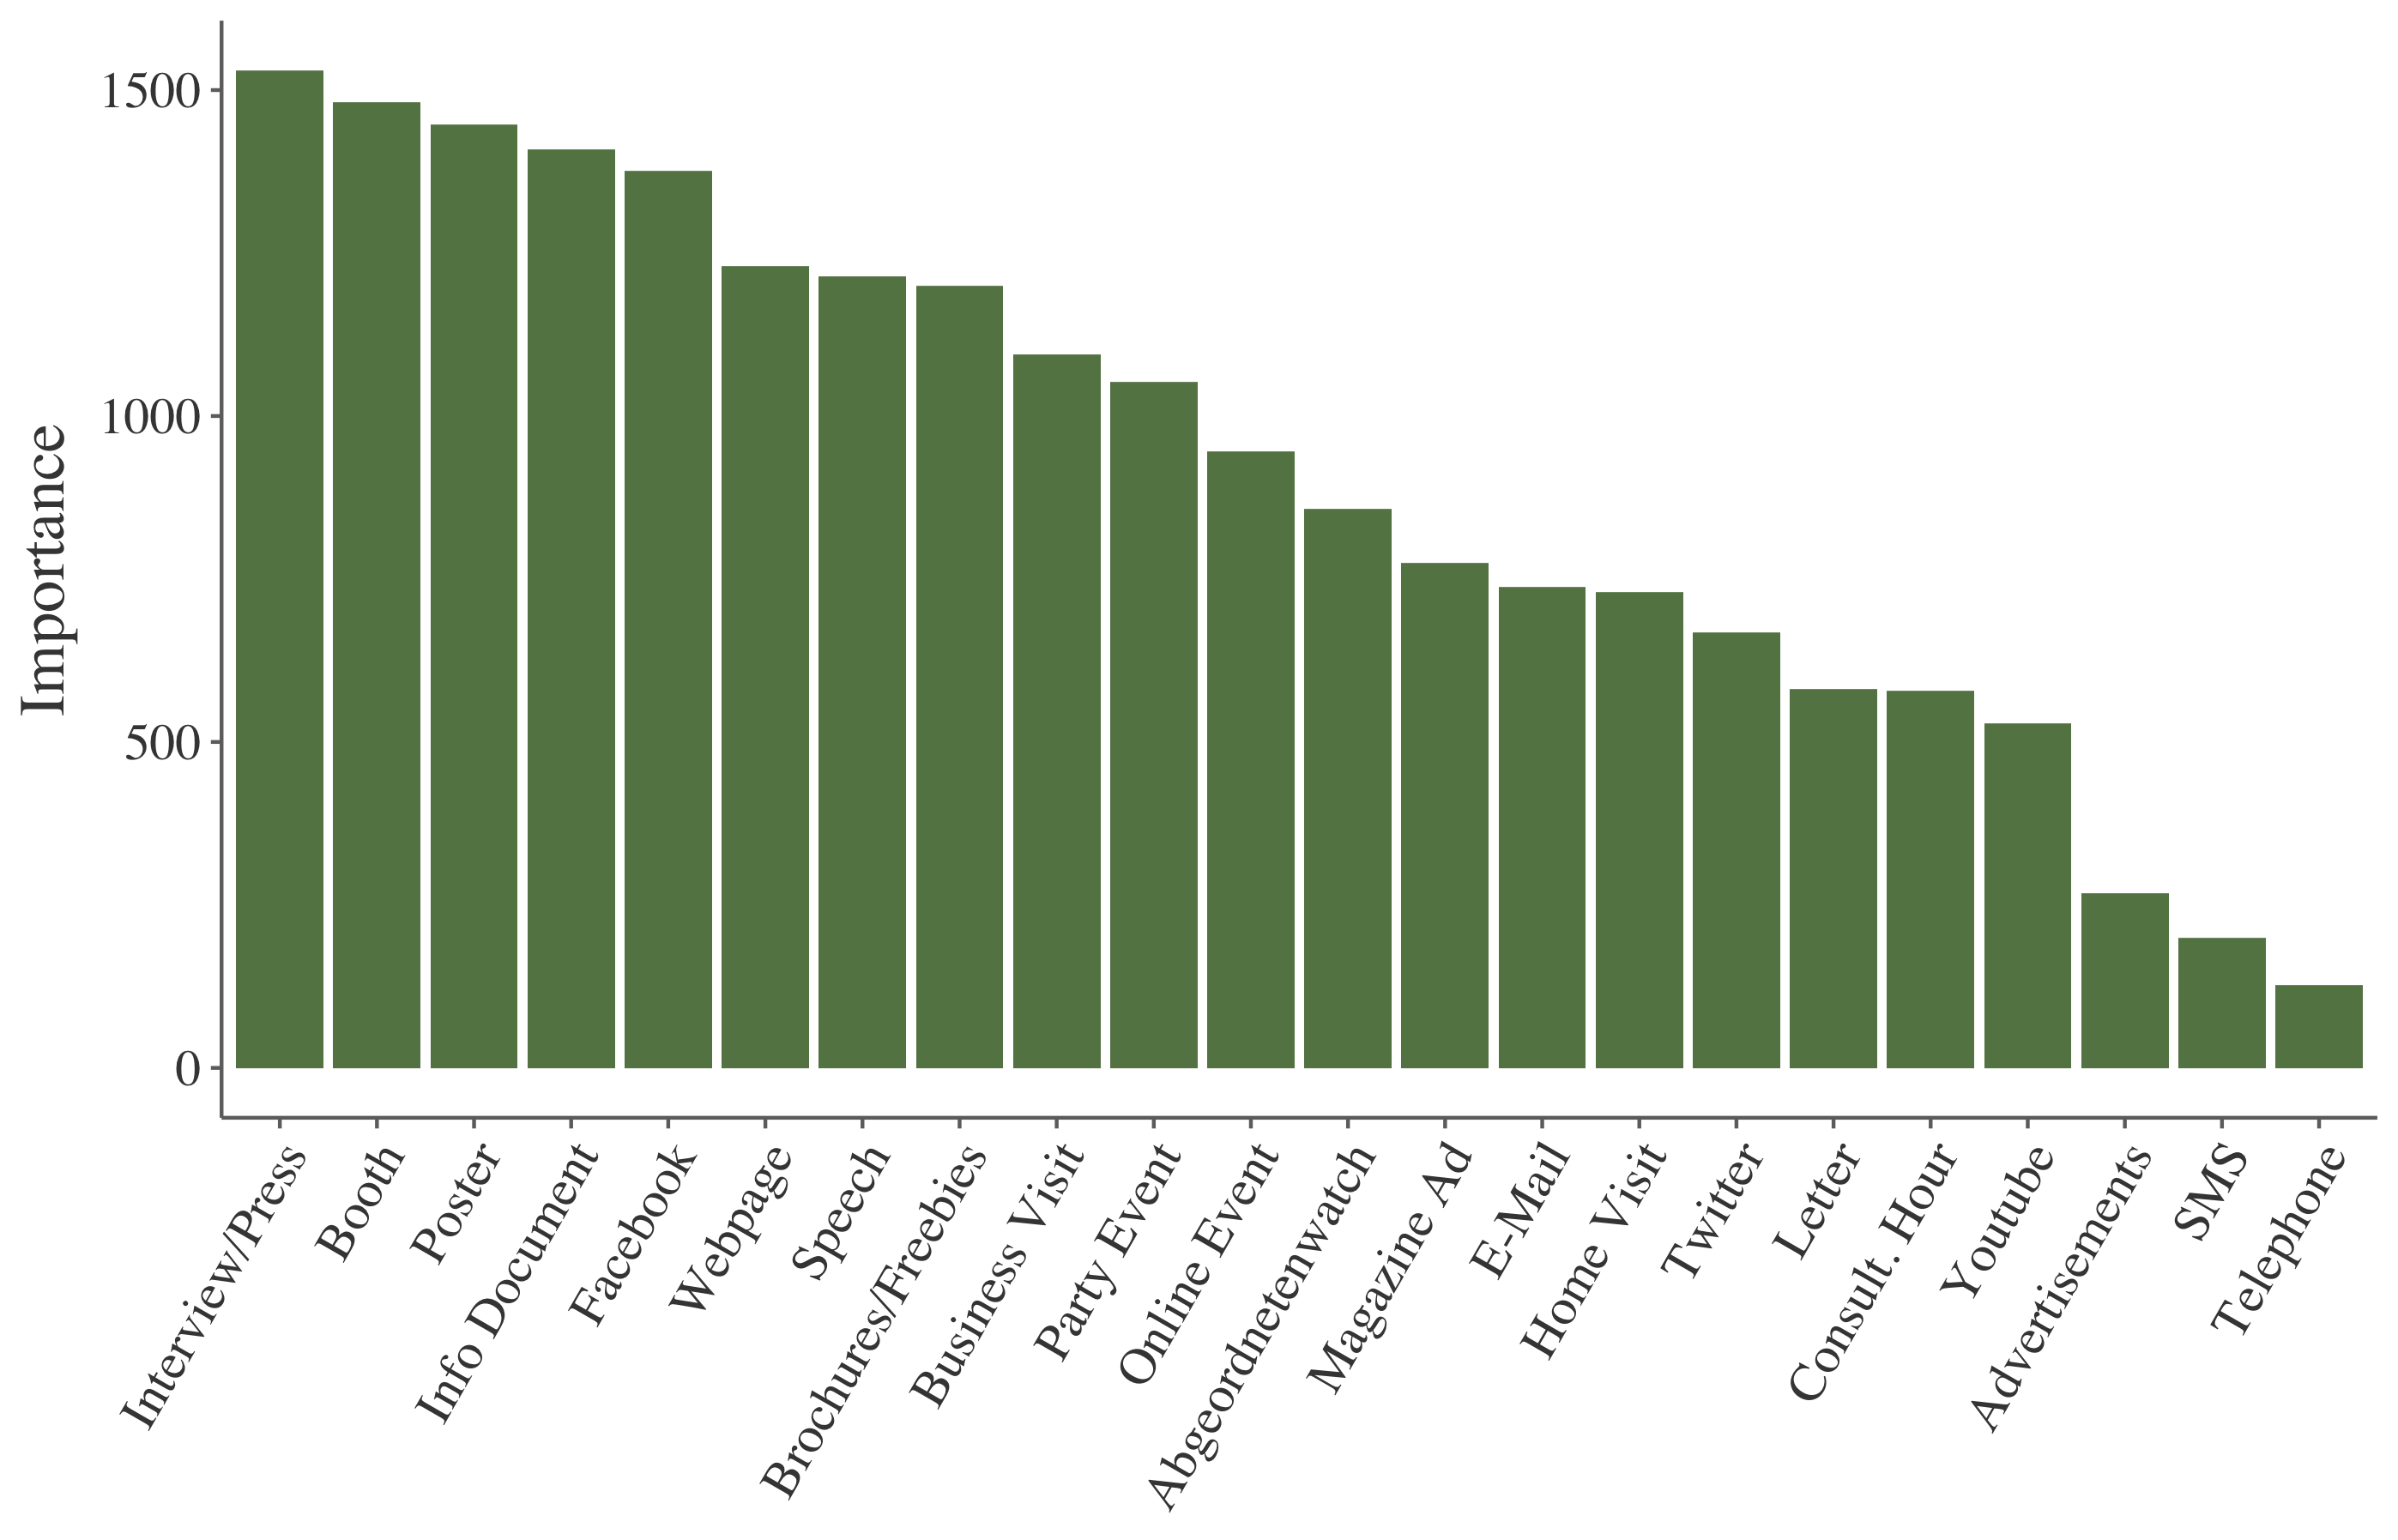 Importance
1500
1000
500
0
Interview/Press
Booth
Poster
Info Document
Facebook
Webpage
Speech
Brochures/Freebies
Business Visit
Party Event
Online Event
Abgeordnetenwatch
Magazine Ad
E-Mail
Home Visit
Twitter
Letter
Consult. Hour
Youtube
Advertisements
SMS
Telephone